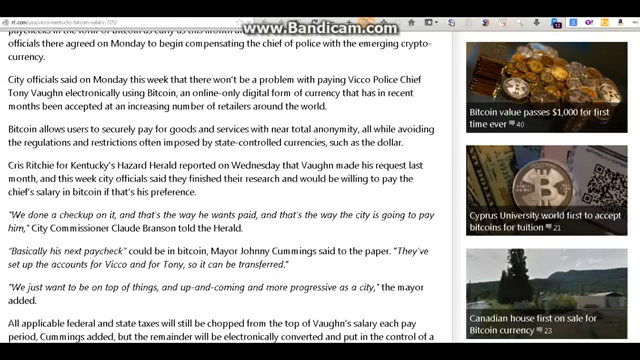 www.Bandicam.com
rt.com/usa/vicco-kentucky-bitcoin-salary-725/
officials there agreed on Monday to begin compensating the chief of police with the emerging crypto-
currency.
City officials said on Monday this week that there won't be a problem with paying Vicco Police Chief
Tony Vaughn electronically using Bitcoin, an online-only digital form of currency that has in recent
months been accepted at an increasing number of retailers around the world.
Bitcoin allows users to securely pay for goods and services with near total anonymity, all while avoiding
the regulations and restrictions often imposed by state-controlled currencies, such as the dollar.
Cris Ritchie for Kentucky's Hazard Herald reported on Wednesday that Vaughn made his request last
month, and this week city officials said they finished their research and would be willing to pay the
chief's salary in bitcoin if that's his preference.
"We done a checkup on it, and that's the way he wants paid, and that's the way the city is going to pay
him," City Commissioner Claude Branson told the Herald.
"Basically his next paycheck" could be in bitcoin, Mayor Johnny Cummings said to the paper. "They've
set up the accounts for Vicco and for Tony, so it can be transferred."
"We just want to be on top of things, and up-and-coming and more progressive as a city," the mayor
added.
All applicable federal and state taxes will still be chopped from the top of Vaughn's salary each pay
period, Cummings added, but the remainder will be electronically converted and put in the control of a
Bitcoin value passes $1,000 for first
time ever 40
Cyprus University world first to accept
bitcoins for tuition 21
Canadian house first on sale for
Bitcoin currency 23